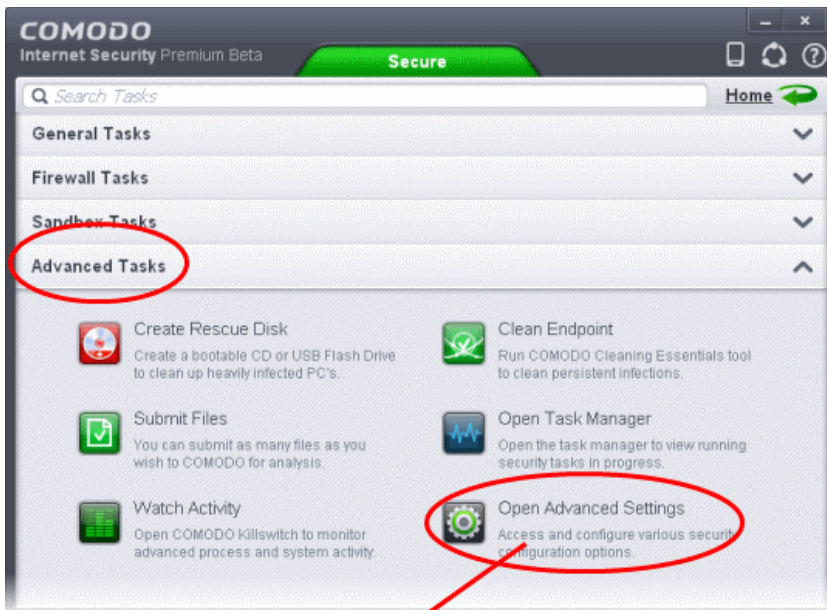 COMODO
Internet Security Premium Beta
Secure
Search Tasks
Home
General Tasks
Firewall Tasks
Sandbox Tasks
Advanced Tasks
Create Rescue Disk
Create a bootable CD or USB Flash Drive
to clean up heavily infected PC's.
Clean Endpoint
Run COMODO Cleaning Essentials tool
to clean persistent infections.
Submit Files
You can submit as many files as you
wish to COMODO for analysis.
Open Task Manager
Open the task manager to view running
security tasks in progress.
Watch Activity
Open COMODO Killswitch to monitor
advanced process and system activity.
Open Advanced Settings
Access and configure various security
configuration options.